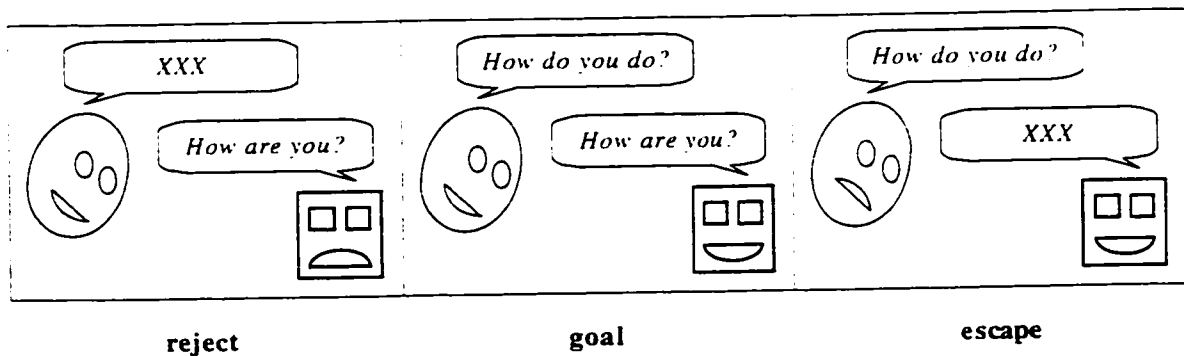 XXX
How are you?
How do you do?
How are you?
How do you do?
XXX
reject
goal
escape